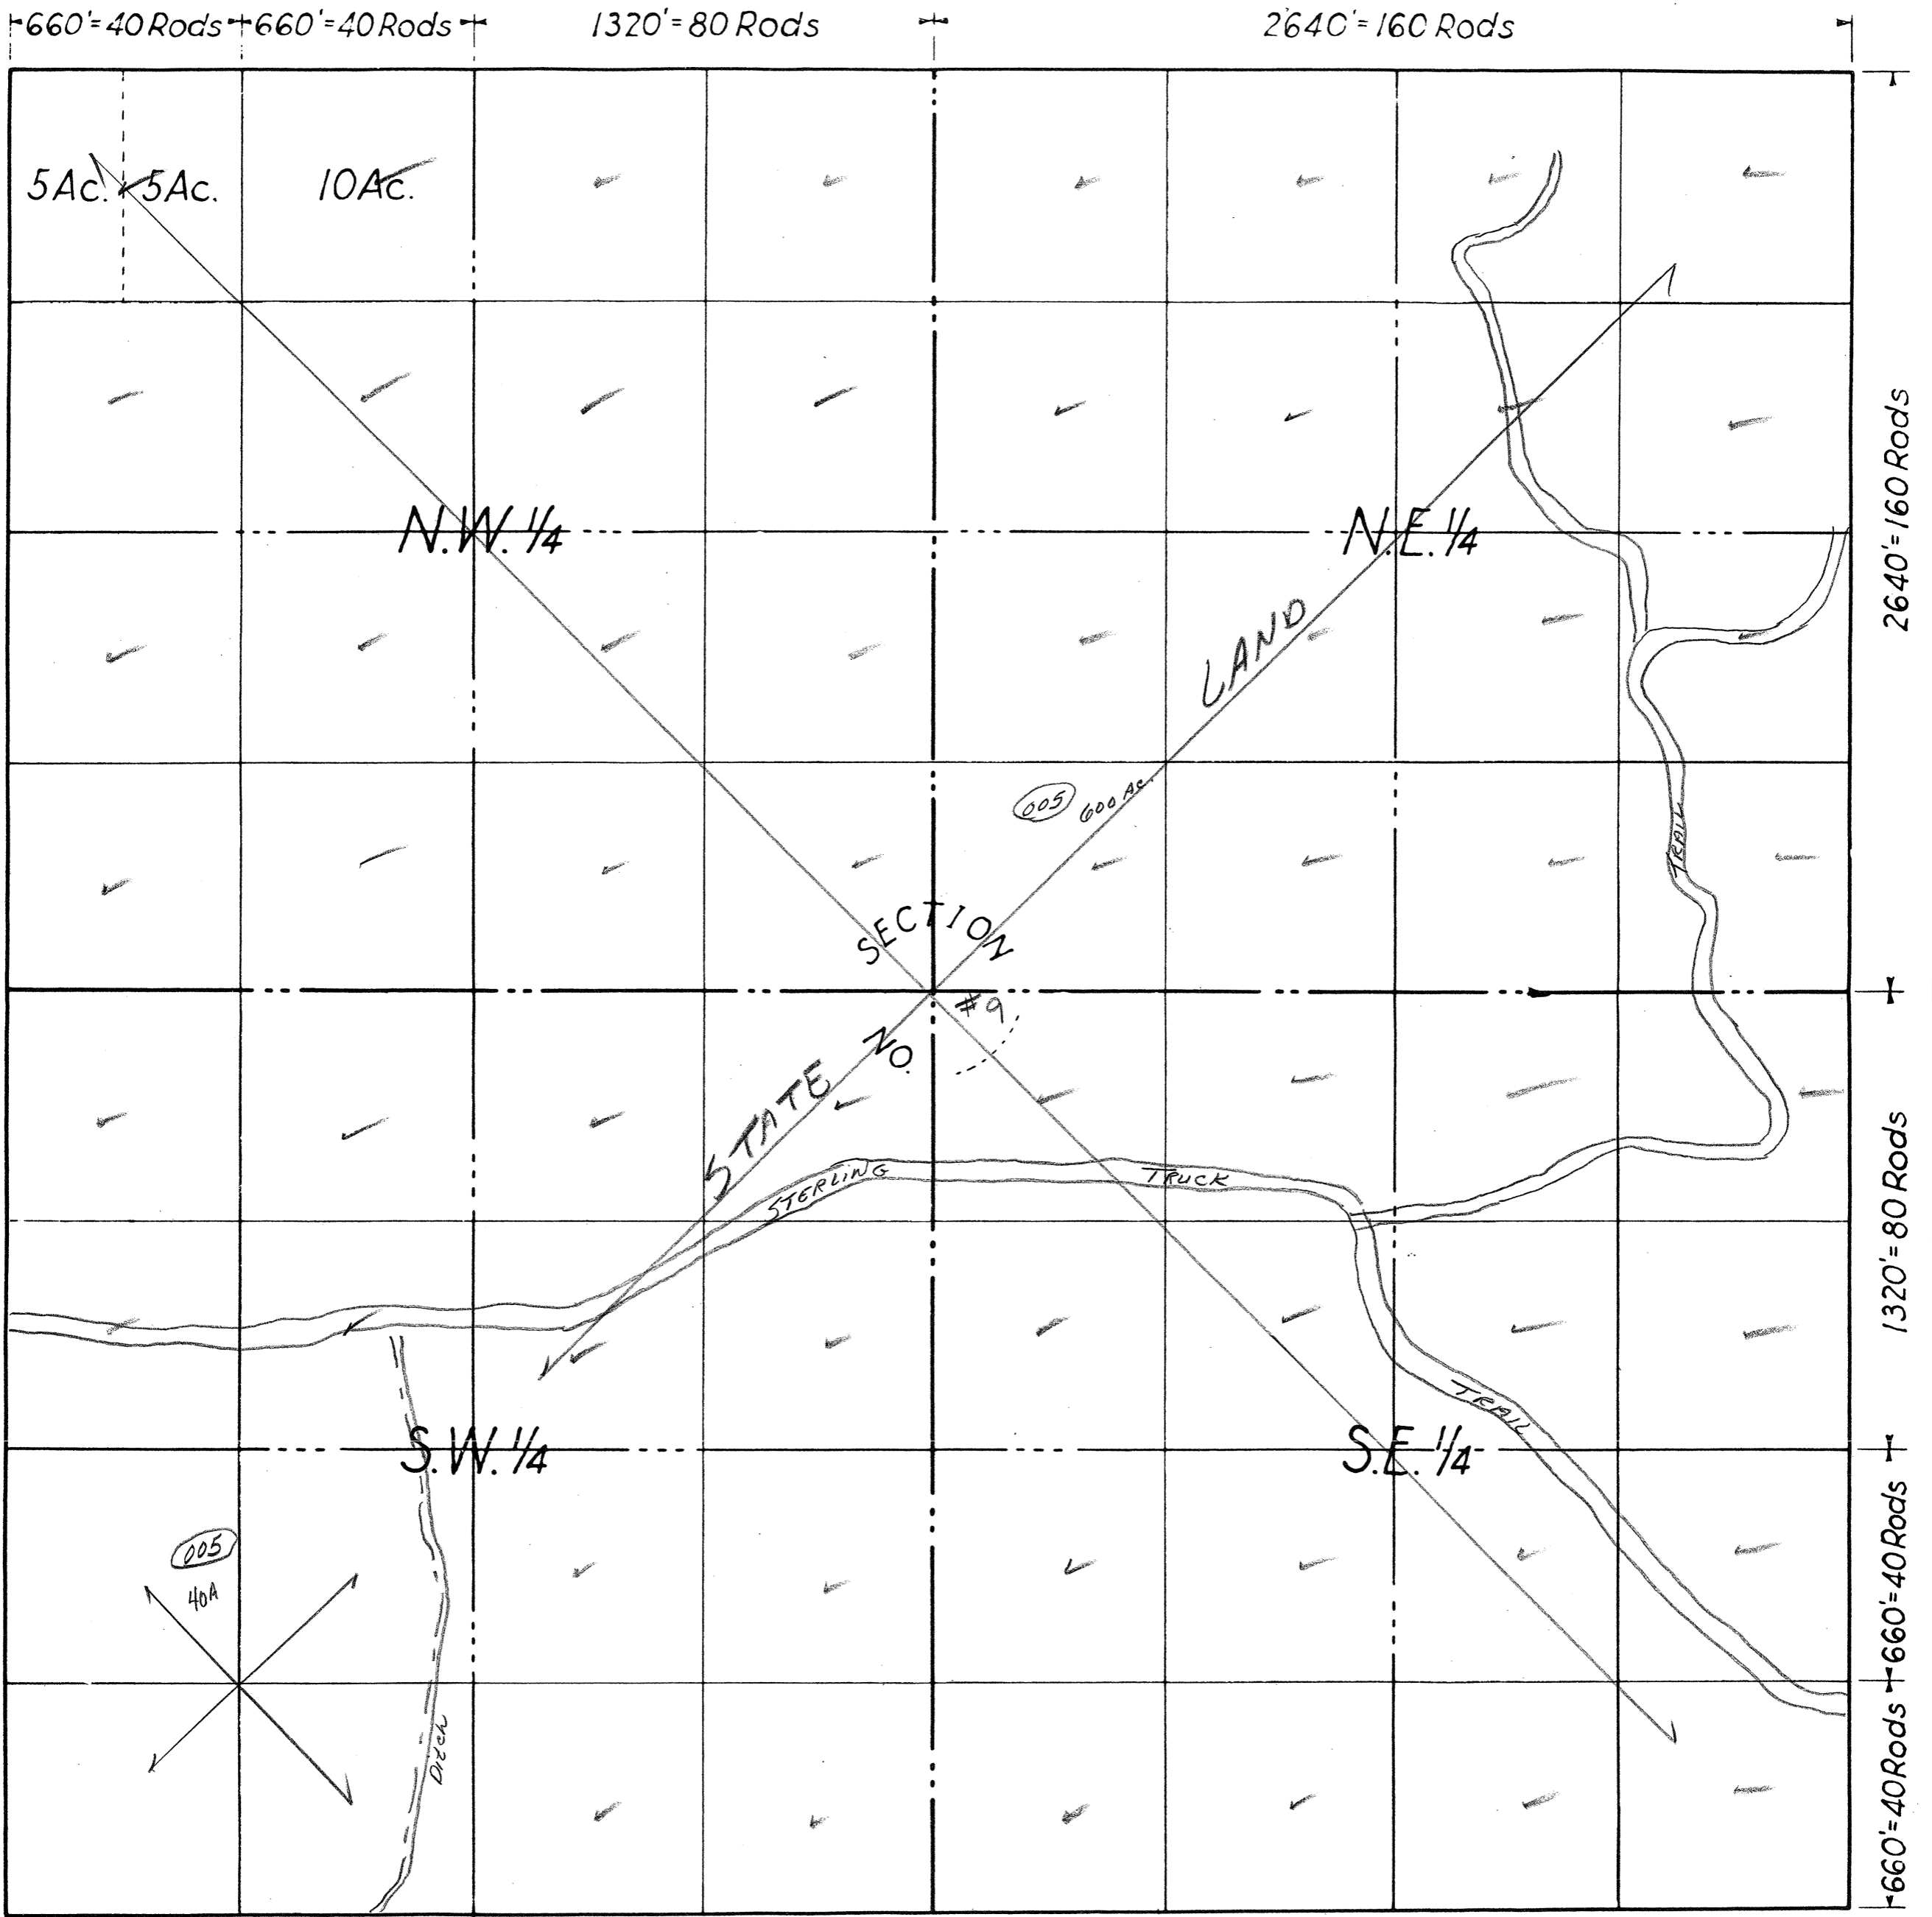 660'=40 Rods 660'=40 Rods 1320'=80 Rods 2640'=160 Rods
5Ac. 5Ac. 10Ac.
N.W. 1/4 N.E. 1/4
2640'=160 Rods
LAND
005 600 Ac.
TRAIL
SECTION
NO. #9
STATE
STERLING TRUCK
TRAIL
1320'=80 Rods
S.W. 1/4 S.E. 1/4
005
40A
Ditch
660'=40 Rods
660'=40 Rods